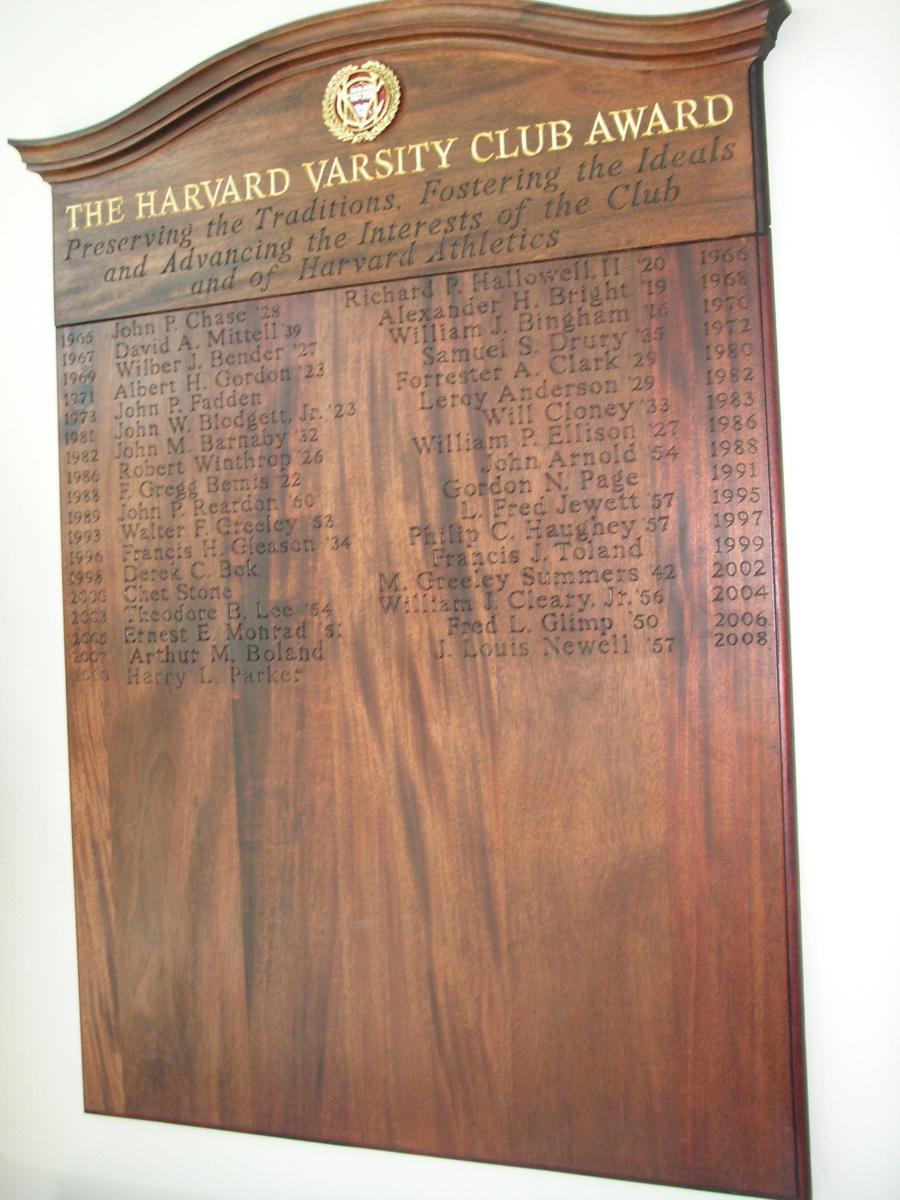 THE HARVARD VARSITY CLUB AWARD
Preserving the Traditions, Fostering the Ideals
and Advancing the Interests of the Club
and of Harvard Athletics
1965 John P. Chase '28
1967 David A. Mittell '39
1969 Wilber J. Bender '27
1971 Albert H. Gordon '23
1973 John P. Fadden
1981 John W. Blodgett, Jr. '23
1982 John M. Barnaby '32
1986 Robert Winthrop '26
1988 F. Gregg Bemis '22
1989 John P. Reardon '60
1993 Walter F. Greeley '53
1996 Francis H. Gleason '34
1998 Derek C. Bok
2000 Chet Stone
2003 Theodore B. Lee '54
2005 Ernest E. Monrad '51
2007 Arthur M. Boland
2008 Harry L. Parker
Richard P. Hallowell, II '20 1966
Alexander H. Bright '19 1968
William J. Bingham '16 1970
Samuel S. Drury '35 1972
Forrester A. Clark '29 1980
Leroy Anderson '29 1982
Will Cloney '33 1983
William P. Ellison '27 1986
John Arnold '54 1988
Gordon N. Page 1991
L. Fred Jewett '57 1995
Philip C. Haughey '57 1997
Francis J. Toland 1999
M. Greeley Summers '42 2002
William J. Cleary, Jr. '56 2004
Fred L. Glimp '50 2006
J. Louis Newell '57 2008